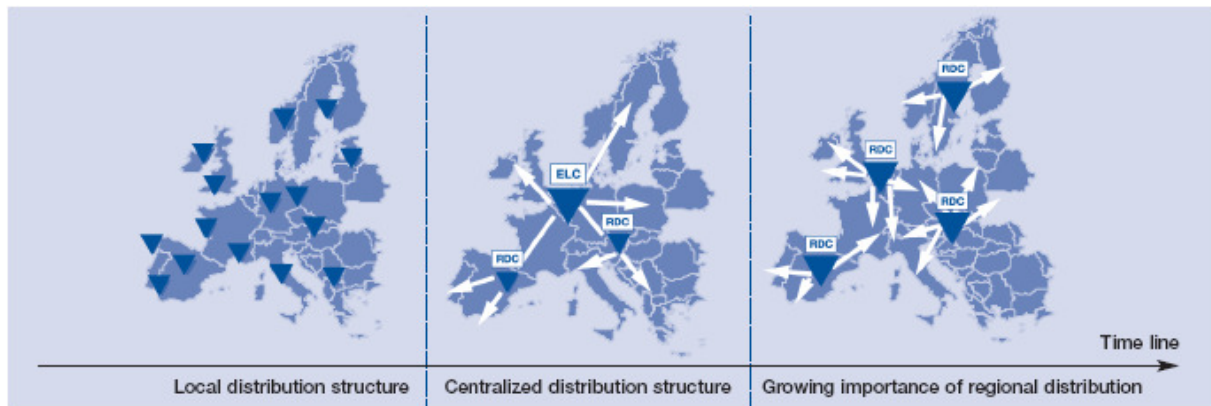 ELC
RDC
RDC
RDC
RDC
RDC
RDC
Time line
Local distribution structure
Centralized distribution structure
Growing importance of regional distribution